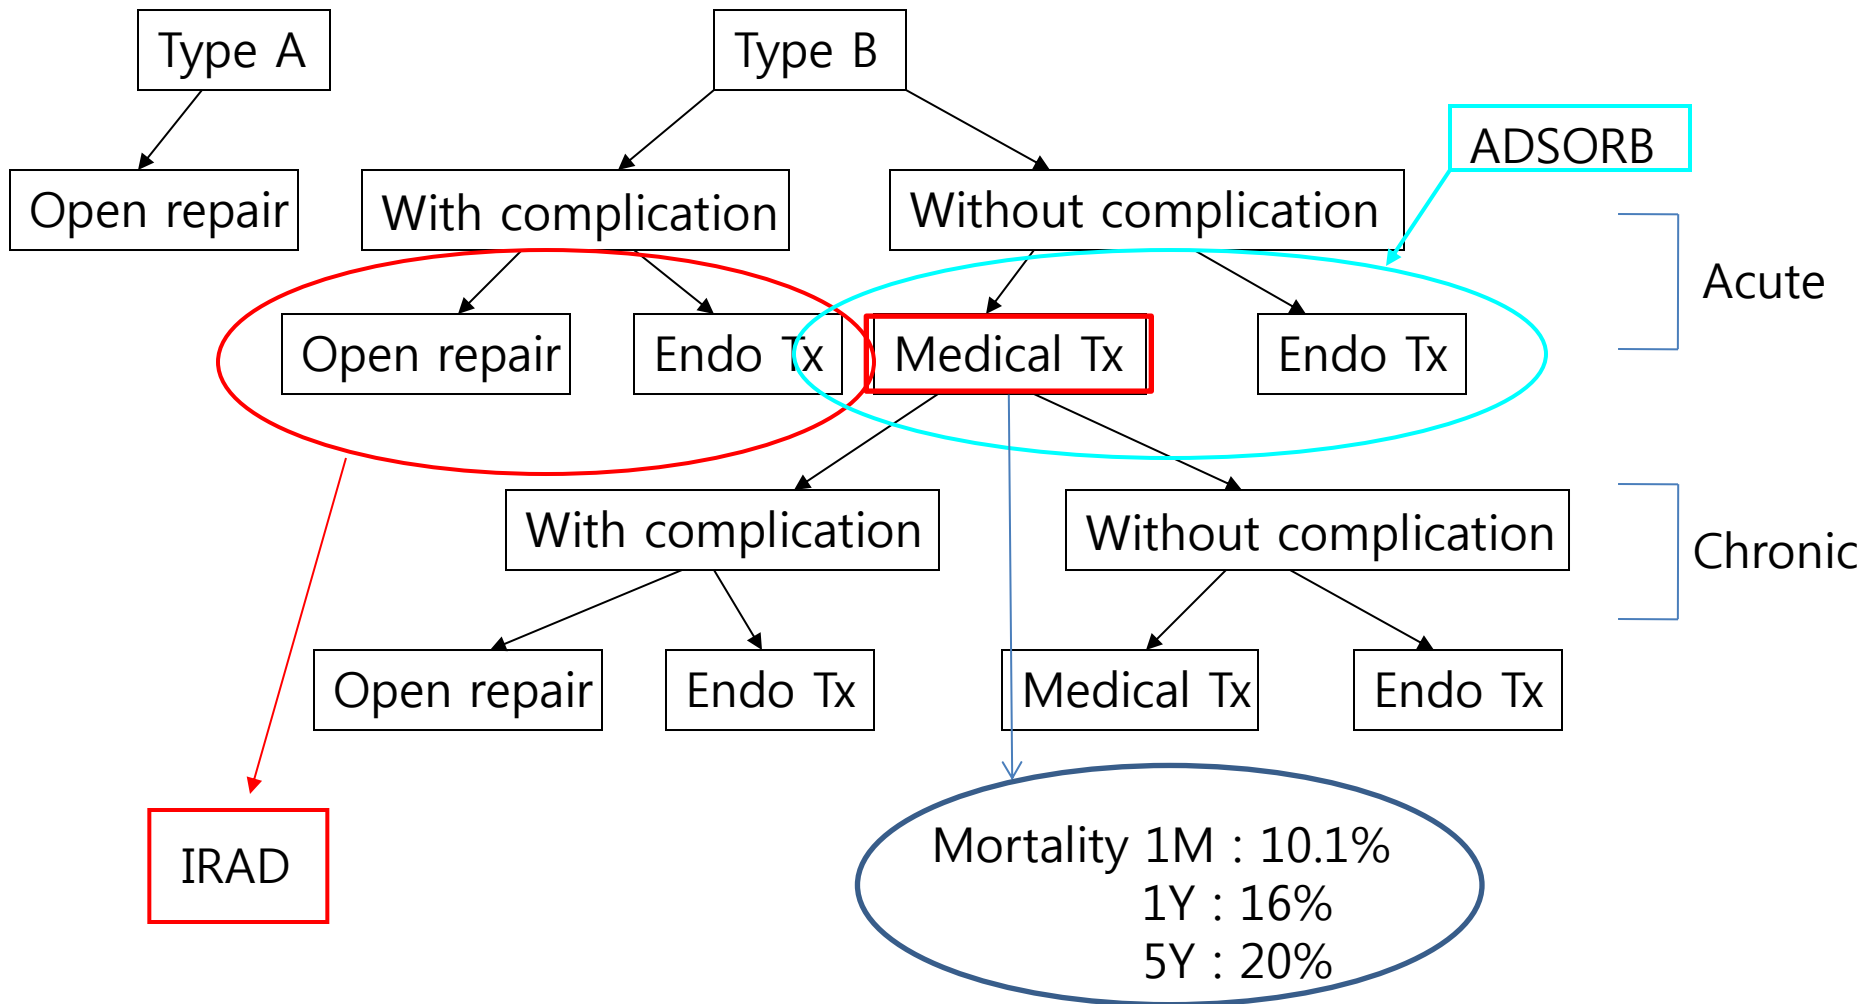 Type A
Type B
ADSORB
Open repair
With complication
Without complication
Acute
Open repair
Endo Tx
Medical Tx
Endo Tx
With complication
Without complication
Chronic
Open repair
Endo Tx
Medical Tx
Endo Tx
IRAD
Mortality 1M : 10.1%
1Y : 16%
5Y : 20%